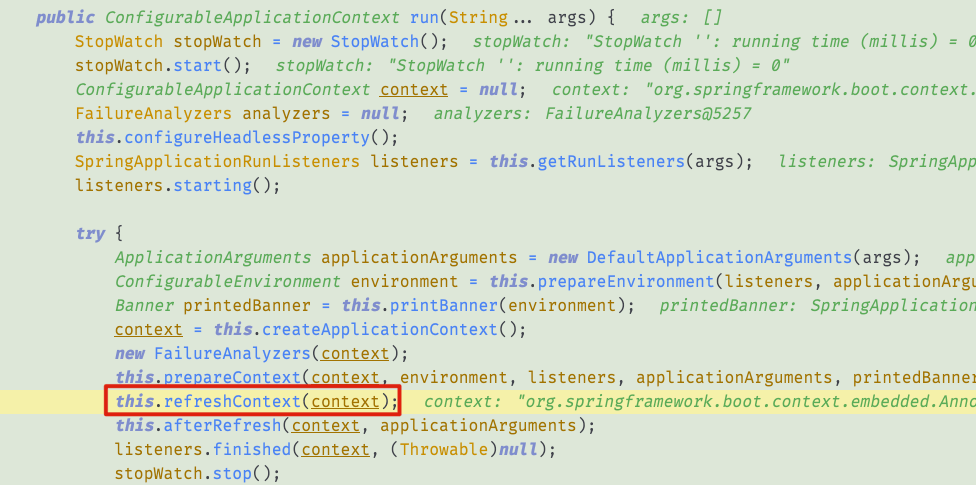 public ConfigurableApplicationContext run(String... args) {   args: []
StopWatch stopWatch = new StopWatch();   stopWatch: "StopWatch '': running time (millis) = 0
stopWatch.start();   stopWatch: "StopWatch '': running time (millis) = 0"
ConfigurableApplicationContext context = null;   context: "org.springframework.boot.context.
FailureAnalyzers analyzers = null;   analyzers: FailureAnalyzers@5257
this.configureHeadlessProperty();
SpringApplicationRunListeners listeners = this.getRunListeners(args);   listeners: SpringApp
listeners.starting();
try {
ApplicationArguments applicationArguments = new DefaultApplicationArguments(args);   app
ConfigurableEnvironment environment = this.prepareEnvironment(listeners, applicationArgu
Banner printedBanner = this.printBanner(environment);   printedBanner: SpringApplication
context = this.createApplicationContext();
new FailureAnalyzers(context);
this.prepareContext(context, environment, listeners, applicationArguments, printedBanner
this.refreshContext(context);   context: "org.springframework.boot.context.embedded.Anno
this.afterRefresh(context, applicationArguments);
listeners.finished(context, (Throwable)null);
stopWatch.stop();